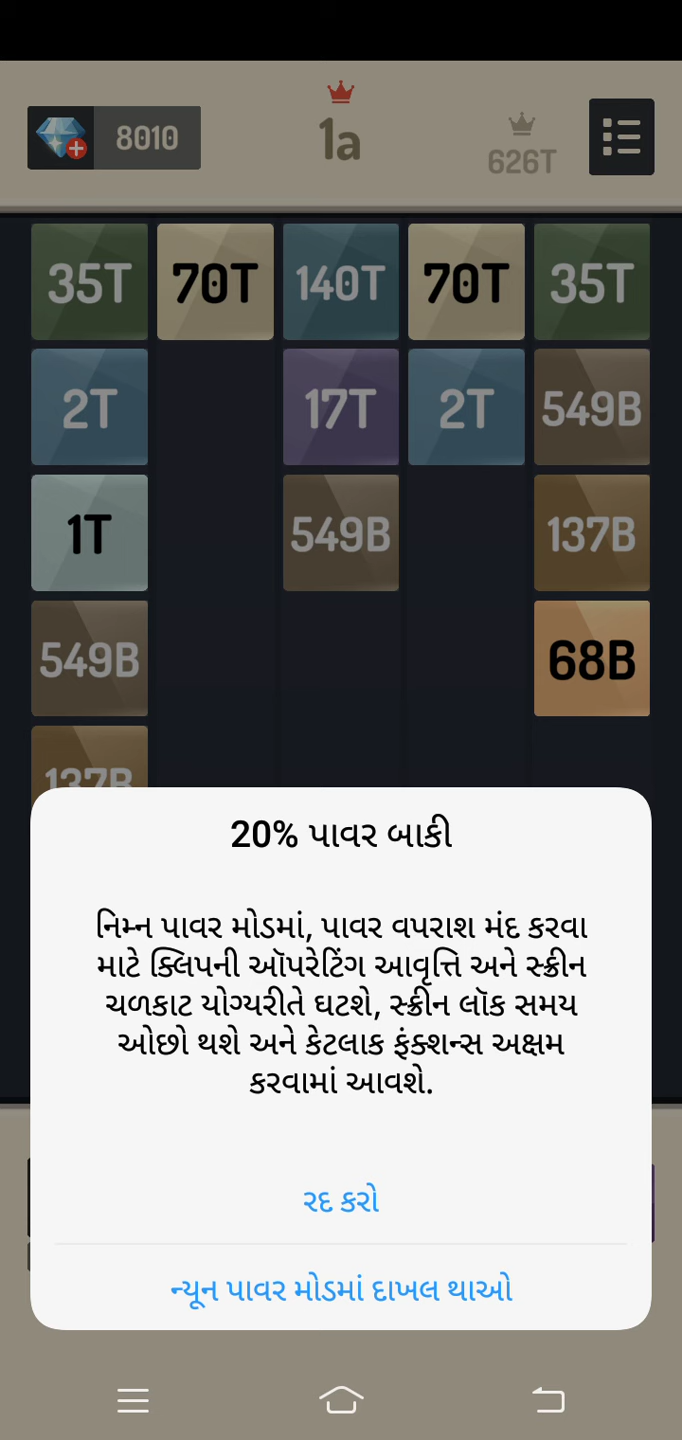 8010
1a
626T
35T 70T 140T 70T 35T
2T 17T 2T 549B
1T 549B 137B
549B 68B
137B
20% પાવર બાકી
નિમ્ન પાવર મોડમાં, પાવર વપરાશ મંદ કરવા
માટે ક્લિપની ઑપરેટિંગ આવૃત્તિ અને સ્ક્રીન
ચળકાટ યોગ્યરીતે ઘટશે, સ્ક્રીન લૉક સમય
ઓછો થશે અને કેટલાક ફંક્શન્સ અક્ષમ
કરવામાં આવશે.
રદ કરો
ન્યૂન પાવર મોડમાં દાખલ થાઓ